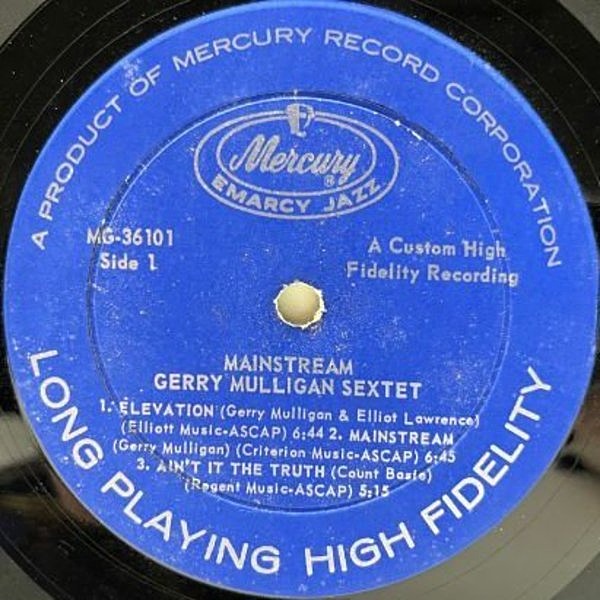 A PRODUCT OF MERCURY RECORD CORPORATION
Mercury
®
EMARCY JAZZ
MG-36101
Side 1
A Custom High
Fidelity Recording
MAINSTREAM
GERRY MULLIGAN SEXTET
1. ELEVATION (Gerry Mulligan & Elliot Lawrence)
(Elliott Music-ASCAP) 6:44 2. MAINSTREAM
(Gerry Mulligan) (Criterion Music-ASCAP) 6:45
3. AIN'T IT THE TRUTH (Count Basie)
(Regent Music-ASCAP) 5:15
LONG PLAYING HIGH FIDELITY